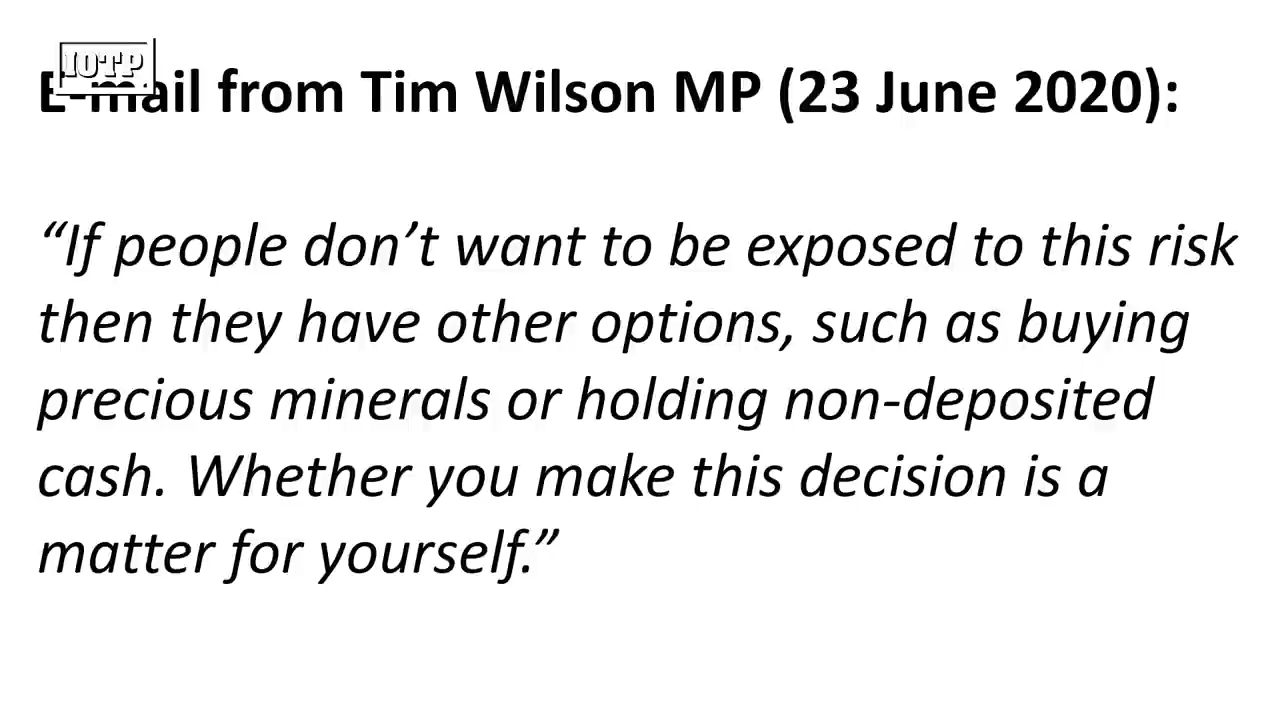 IOTP
E-mail from Tim Wilson MP (23 June 2020):
“If people don’t want to be exposed to this risk
then they have other options, such as buying
precious minerals or holding non-deposited
cash. Whether you make this decision is a
matter for yourself.”